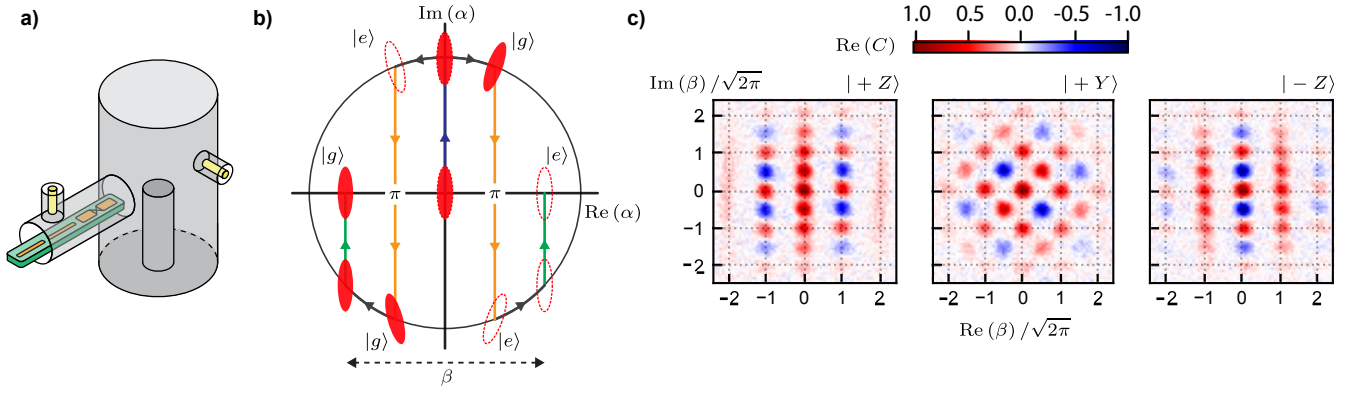 a)
b)
Im (α)
|e⟩
|g⟩
|g⟩
|e⟩
π
π
Re (α)
|g⟩
|e⟩
β
c)
1.0 0.5 0.0 -0.5 -1.0
Re (C)
Im (β) /√2π
|+Z⟩
|+Y⟩
|−Z⟩
2
1
0
−1
−2
−2 −1 0 1 2
−2 −1 0 1 2
−2 −1 0 1 2
Re (β) /√2π